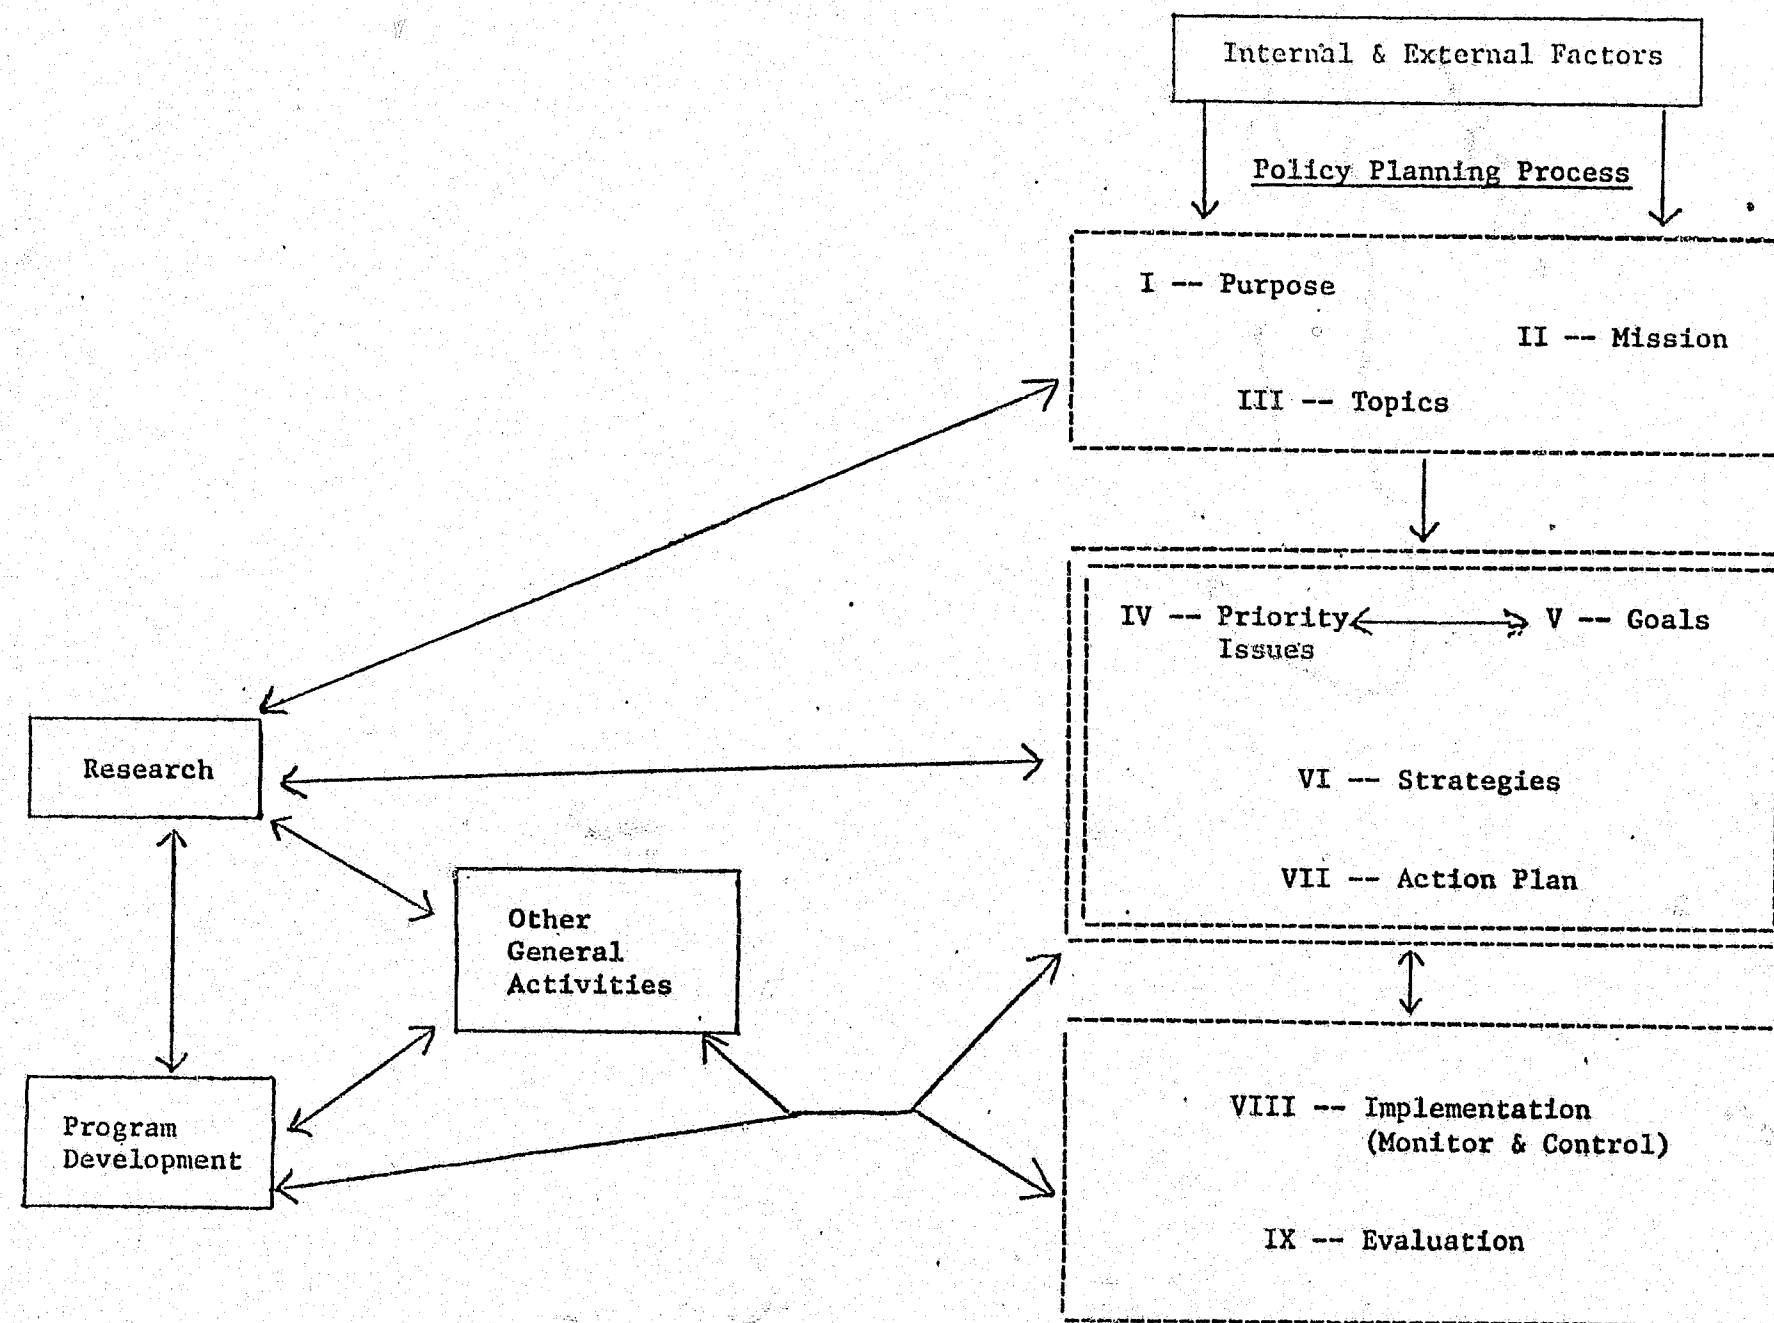 Internal & External Factors
Policy Planning Process
I -- Purpose
II -- Mission
III -- Topics
IV -- Priority
Issues
V -- Goals
VI -- Strategies
VII -- Action Plan
VIII -- Implementation
(Monitor & Control)
IX -- Evaluation
Research
Other
General
Activities
Program
Development